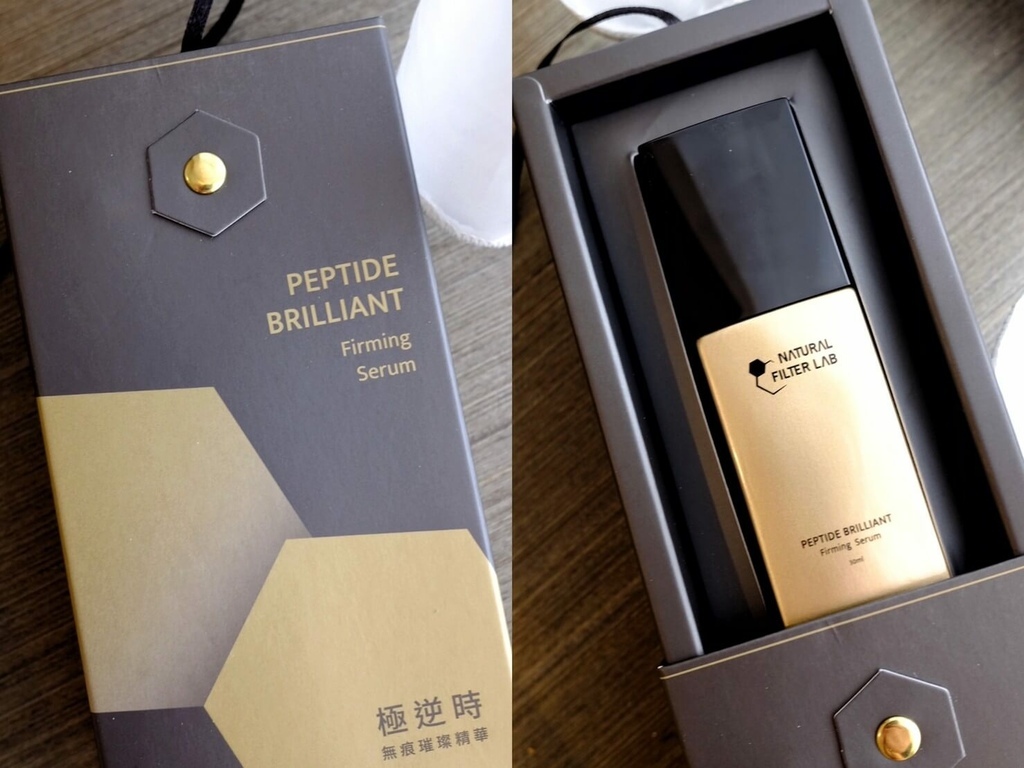 PEPTIDE
BRILLIANT
Firming
Serum
極逆時
無痕璀璨精華
NATURAL
FILTER LAB
PEPTIDE BRILLIANT
Firming Serum
30ml